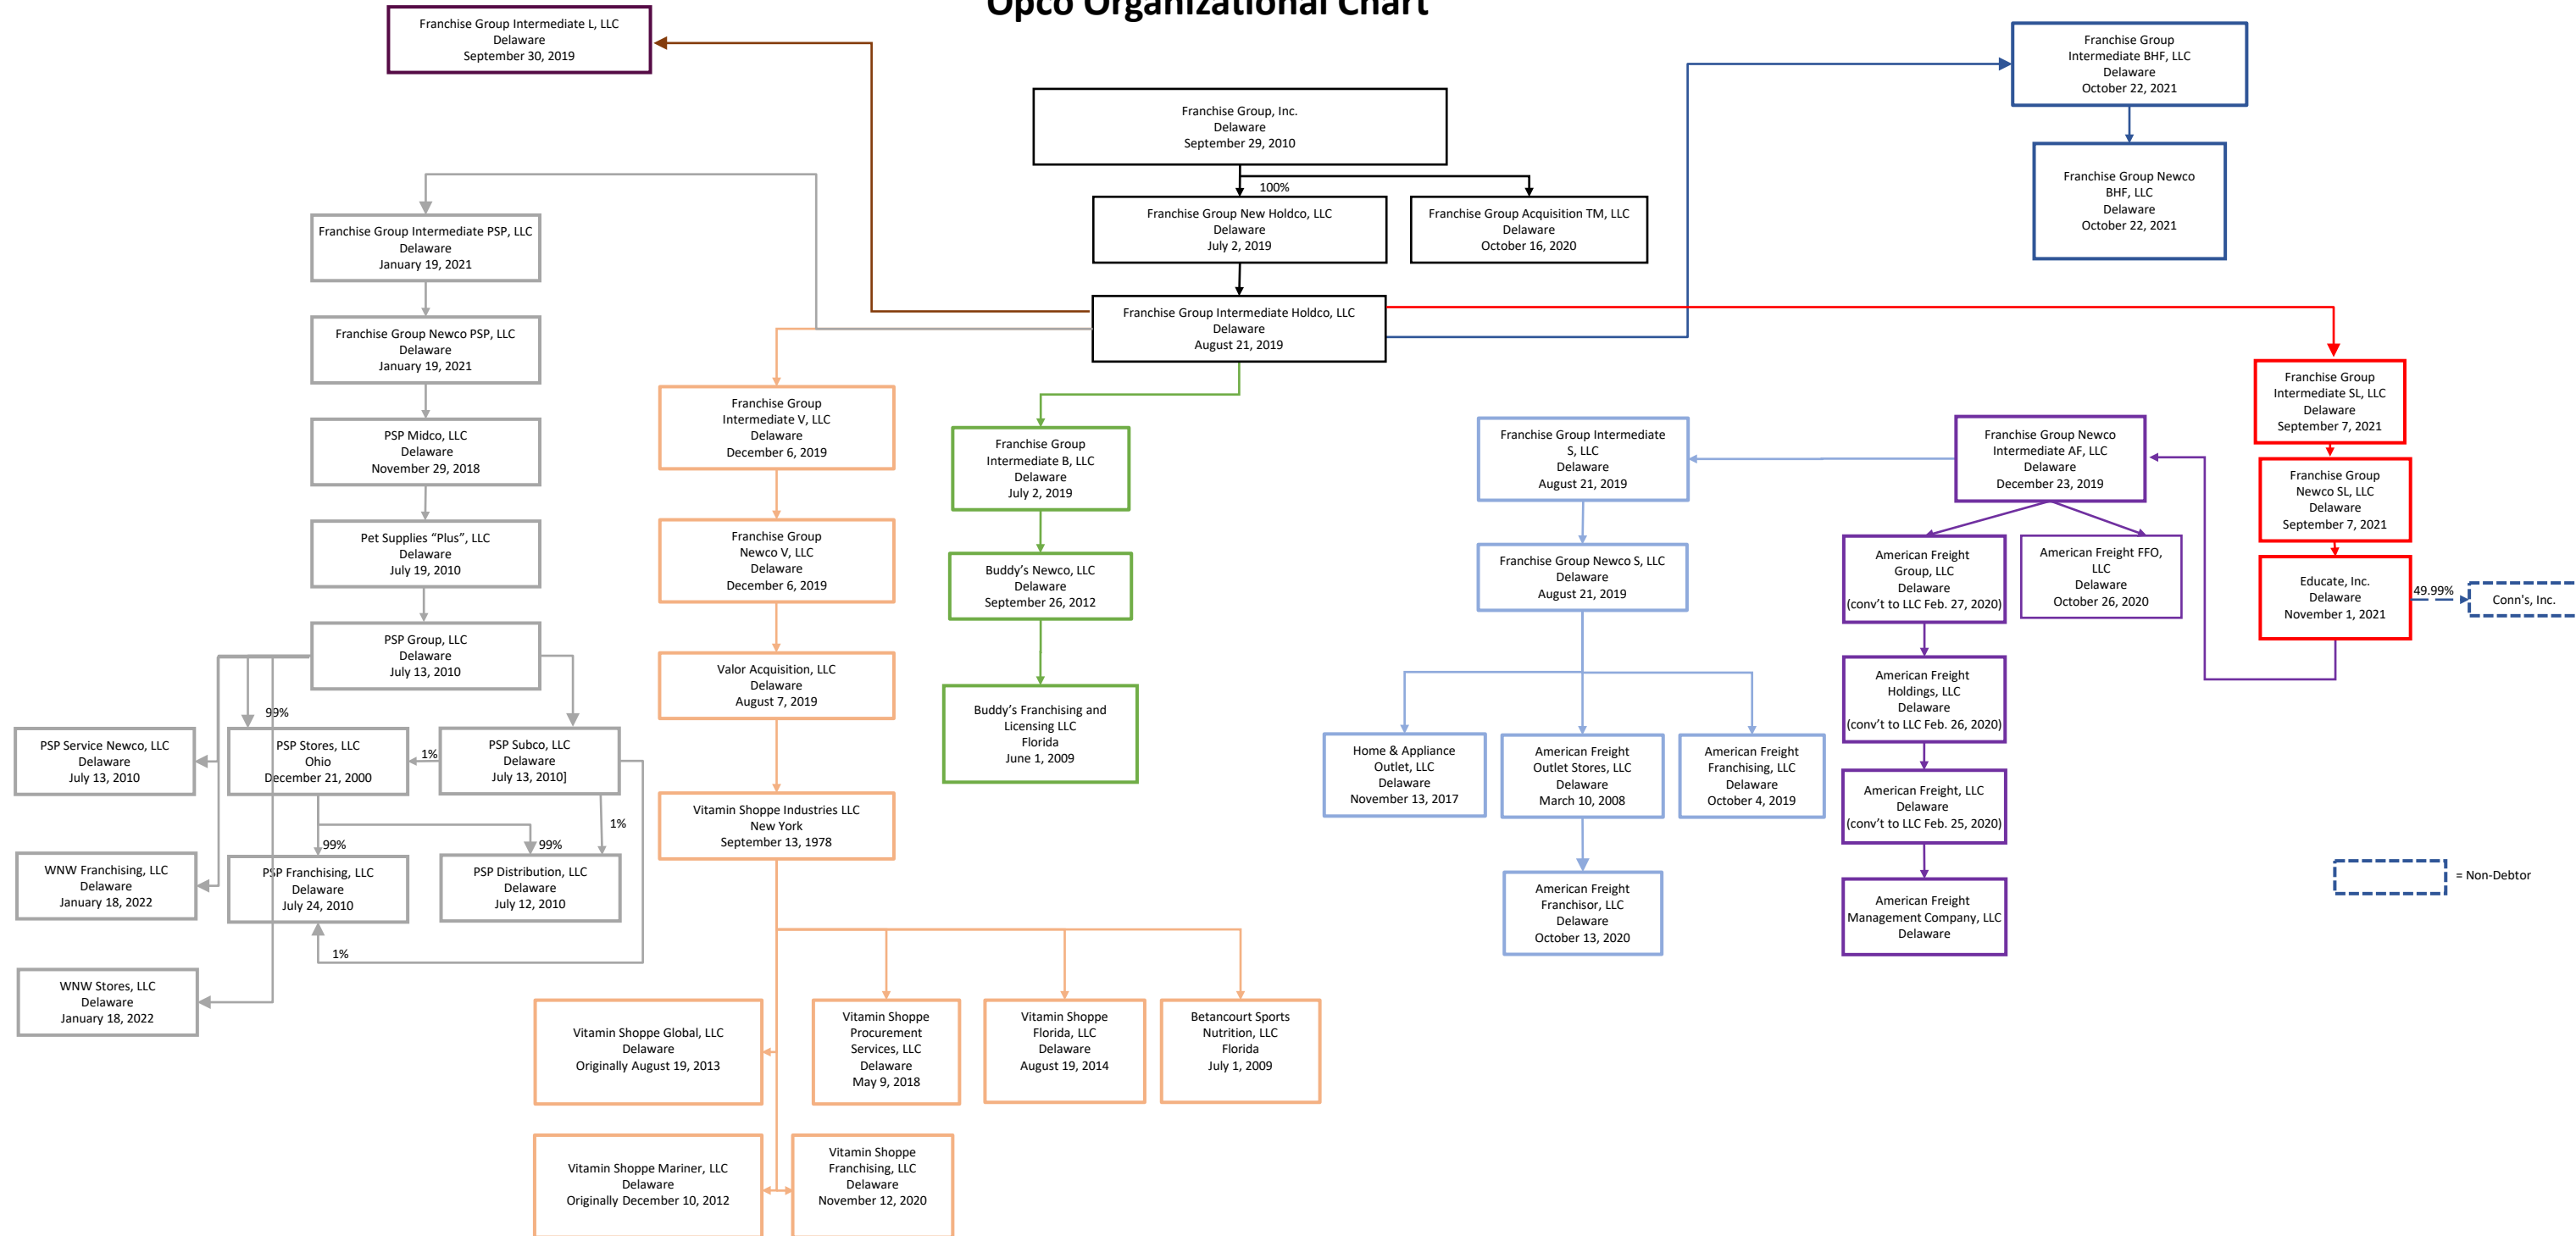 Opco Organizational Chart
Franchise Group Intermediate L, LLC
Delaware
September 30, 2019
Franchise Group
Intermediate BHF, LLC
Delaware
October 22, 2021
Franchise Group, Inc.
Delaware
September 29, 2010
Franchise Group Newco
BHF, LLC
Delaware
October 22, 2021
100%
Franchise Group New Holdco, LLC
Delaware
July 2, 2019
Franchise Group Acquisition TM, LLC
Delaware
October 16, 2020
Franchise Group Intermediate PSP, LLC
Delaware
January 19, 2021
Franchise Group Intermediate Holdco, LLC
Delaware
August 21, 2019
Franchise Group Newco PSP, LLC
Delaware
January 19, 2021
PSP Midco, LLC
Delaware
November 29, 2018
Pet Supplies “Plus”, LLC
Delaware
July 19, 2010
PSP Group, LLC
Delaware
July 13, 2010
99%
PSP Service Newco, LLC
Delaware
July 13, 2010
PSP Stores, LLC
Ohio
December 21, 2000
1%
PSP Subco, LLC
Delaware
July 13, 2010]
99%
99%
1%
WNW Franchising, LLC
Delaware
January 18, 2022
PSP Franchising, LLC
Delaware
July 24, 2010
PSP Distribution, LLC
Delaware
July 12, 2010
1%
WNW Stores, LLC
Delaware
January 18, 2022
Franchise Group
Intermediate V, LLC
Delaware
December 6, 2019
Franchise Group
Newco V, LLC
Delaware
December 6, 2019
Valor Acquisition, LLC
Delaware
August 7, 2019
Vitamin Shoppe Industries LLC
New York
September 13, 1978
Vitamin Shoppe Global, LLC
Delaware
Originally August 19, 2013
Vitamin Shoppe
Procurement
Services, LLC
Delaware
May 9, 2018
Vitamin Shoppe
Florida, LLC
Delaware
August 19, 2014
Betancourt Sports
Nutrition, LLC
Florida
July 1, 2009
Vitamin Shoppe Mariner, LLC
Delaware
Originally December 10, 2012
Vitamin Shoppe
Franchising, LLC
Delaware
November 12, 2020
Franchise Group
Intermediate B, LLC
Delaware
July 2, 2019
Buddy’s Newco, LLC
Delaware
September 26, 2012
Buddy’s Franchising and
Licensing LLC
Florida
June 1, 2009
Franchise Group Intermediate
S, LLC
Delaware
August 21, 2019
Franchise Group Newco S, LLC
Delaware
August 21, 2019
Home & Appliance
Outlet, LLC
Delaware
November 13, 2017
American Freight
Outlet Stores, LLC
Delaware
March 10, 2008
American Freight
Franchising, LLC
Delaware
October 4, 2019
American Freight
Franchisor, LLC
Delaware
October 13, 2020
Franchise Group Newco
Intermediate AF, LLC
Delaware
December 23, 2019
American Freight
Group, LLC
Delaware
(conv’t to LLC Feb. 27, 2020)
American Freight FFO,
LLC
Delaware
October 26, 2020
American Freight
Holdings, LLC
Delaware
(conv’t to LLC Feb. 26, 2020)
American Freight, LLC
Delaware
(conv’t to LLC Feb. 25, 2020)
American Freight
Management Company, LLC
Delaware
Franchise Group
Intermediate SL, LLC
Delaware
September 7, 2021
Franchise Group
Newco SL, LLC
Delaware
September 7, 2021
Educate, Inc.
Delaware
November 1, 2021
49.99%
Conn's, Inc.
= Non-Debtor